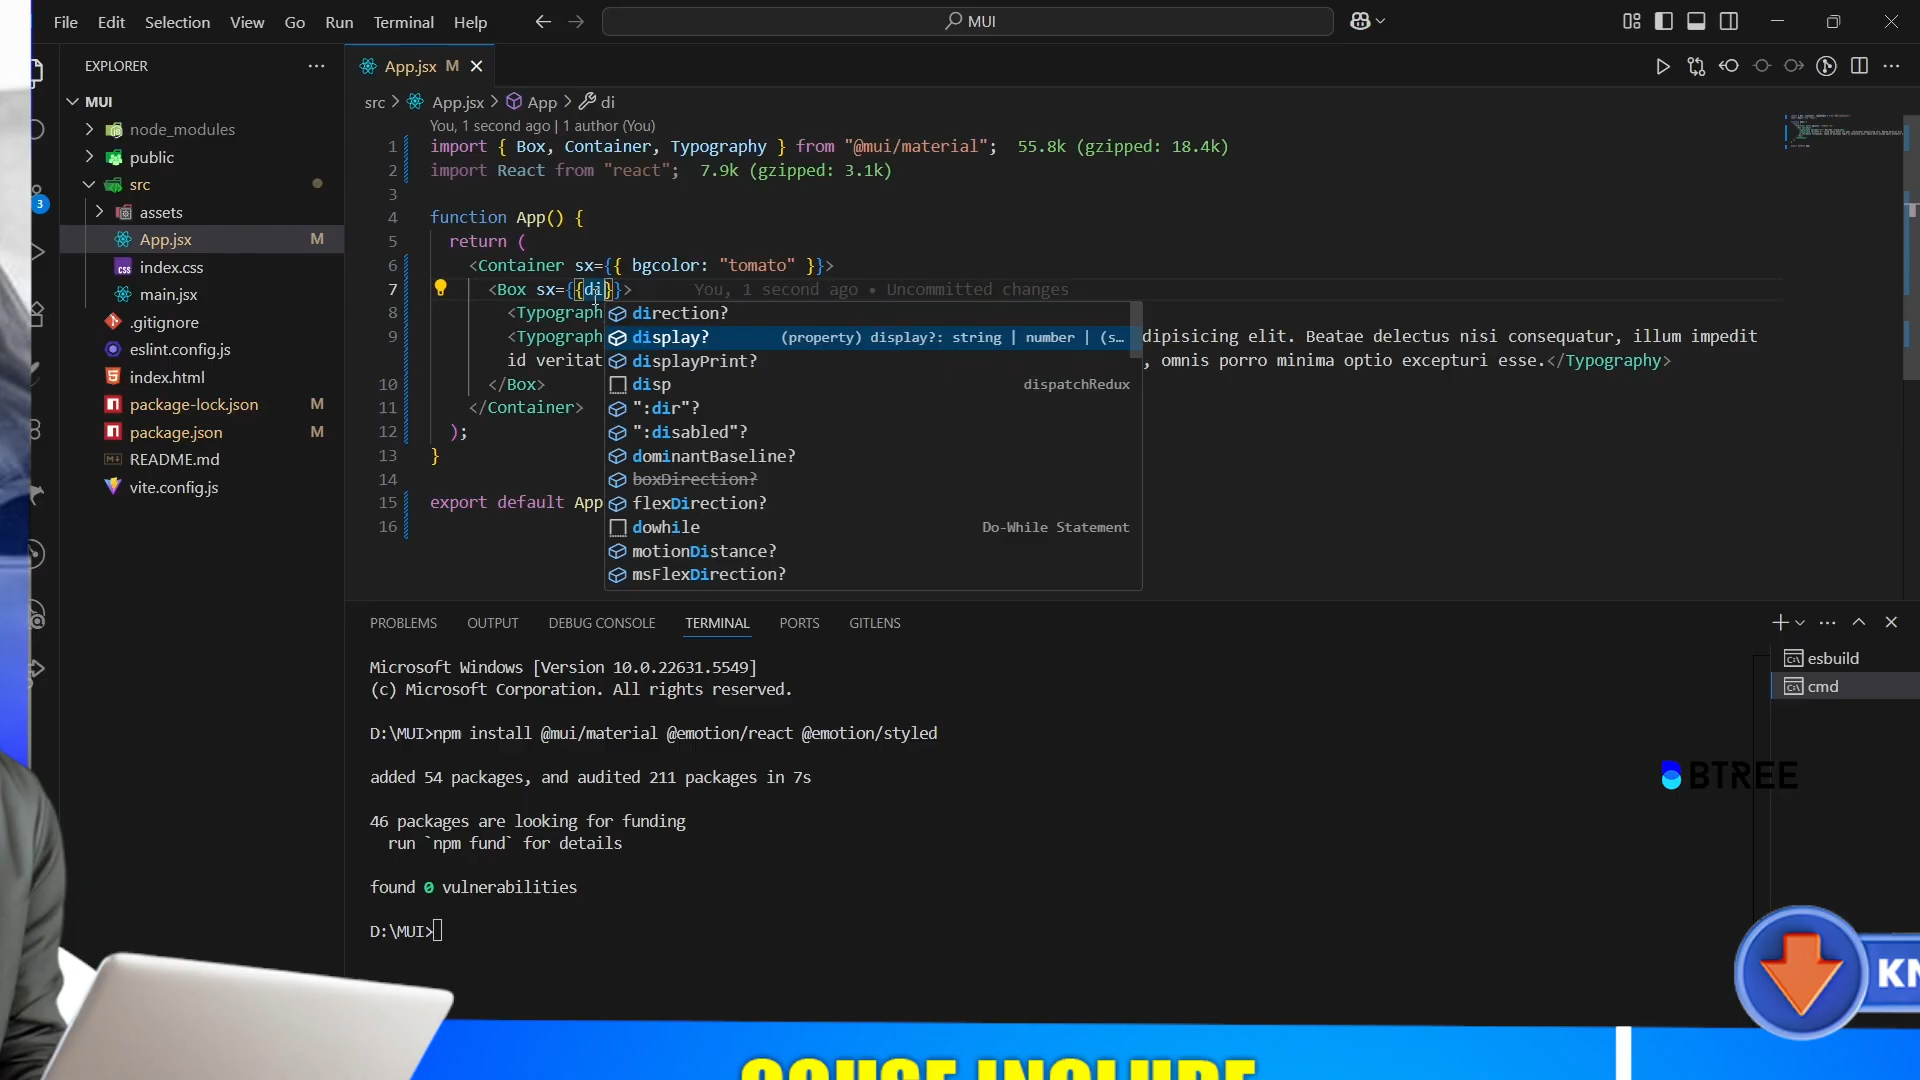 File Edit Selection View Go Run Terminal Help
MUI
EXPLORER
App.jsx M
MUI
node_modules
public
src
assets
App.jsx M
index.css
main.jsx
.gitignore
eslint.config.js
index.html
package-lock.json M
package.json M
README.md
vite.config.js
3
src > App.jsx > App > di
You, 1 second ago | 1 author (You)
1 import { Box, Container, Typography } from "@mui/material"; 55.8k (gzipped: 18.4k)
2 import React from "react"; 7.9k (gzipped: 3.1k)
3
4 function App() {
5 return (
6 <Container sx={{ bgcolor: "tomato" }}>
7 <Box sx={{di}}> You, 1 second ago • Uncommitted changes
8 <Typograph
9 <Typograph dipisicing elit. Beatae delectus nisi consequatur, illum impedit
id veritat , omnis porro minima optio excepturi esse.</Typography>
10 </Box>
11 </Container>
12 );
13 }
14
15 export default App
16
direction?
display? (property) display?: string | number | (s…
displayPrint?
disp dispatchRedux
":dir"?
":disabled"?
dominantBaseline?
boxDirection?
flexDirection?
dowhile Do-While Statement
motionDistance?
msFlexDirection?
PROBLEMS OUTPUT DEBUG CONSOLE TERMINAL PORTS GITLENS
Microsoft Windows [Version 10.0.22631.5549]
(c) Microsoft Corporation. All rights reserved.
D:\MUI>npm install @mui/material @emotion/react @emotion/styled
added 54 packages, and audited 211 packages in 7s
46 packages are looking for funding
run `npm fund` for details
found 0 vulnerabilities
D:\MUI>
esbuild
cmd
BTREE
KN
COUSE INCLUDE